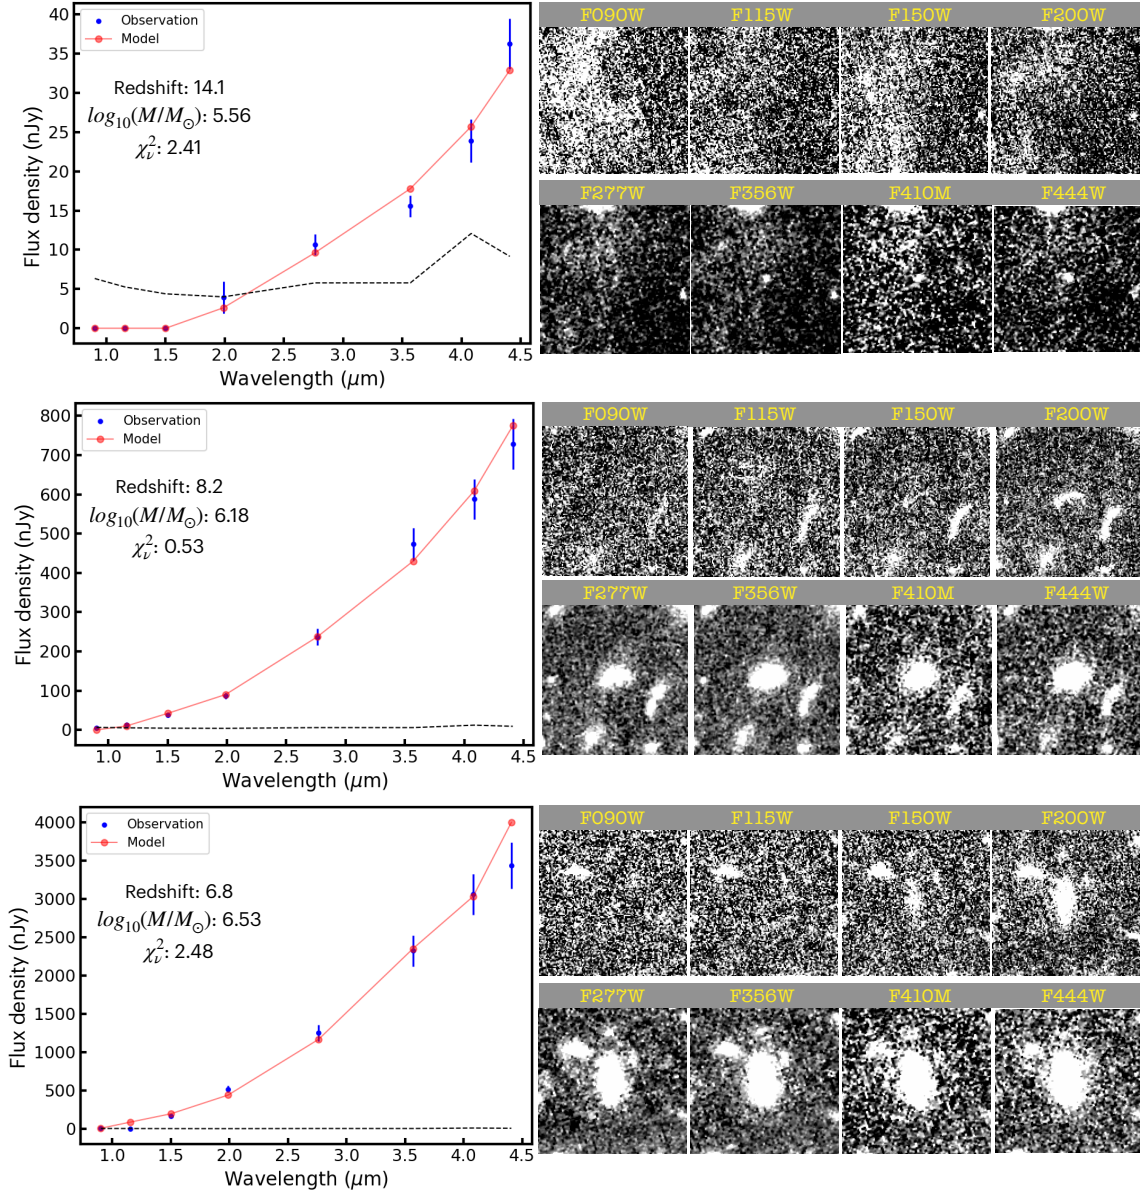 Observation
Model
Redshift: 14.1
log₁₀(M/M☉): 5.56
χ²ᵥ: 2.41
Flux density (nJy)
40
35
30
25
20
15
10
5
0
1.0 1.5 2.0 2.5 3.0 3.5 4.0 4.5
Wavelength (μm)
F090W F115W F150W F200W
F277W F356W F410M F444W
Observation
Model
Redshift: 8.2
log₁₀(M/M☉): 6.18
χ²ᵥ: 0.53
Flux density (nJy)
800
700
600
500
400
300
200
100
0
1.0 1.5 2.0 2.5 3.0 3.5 4.0 4.5
Wavelength (μm)
F090W F115W F150W F200W
F277W F356W F410M F444W
Observation
Model
Redshift: 6.8
log₁₀(M/M☉): 6.53
χ²ᵥ: 2.48
Flux density (nJy)
4000
3500
3000
2500
2000
1500
1000
500
0
1.0 1.5 2.0 2.5 3.0 3.5 4.0 4.5
Wavelength (μm)
F090W F115W F150W F200W
F277W F356W F410M F444W